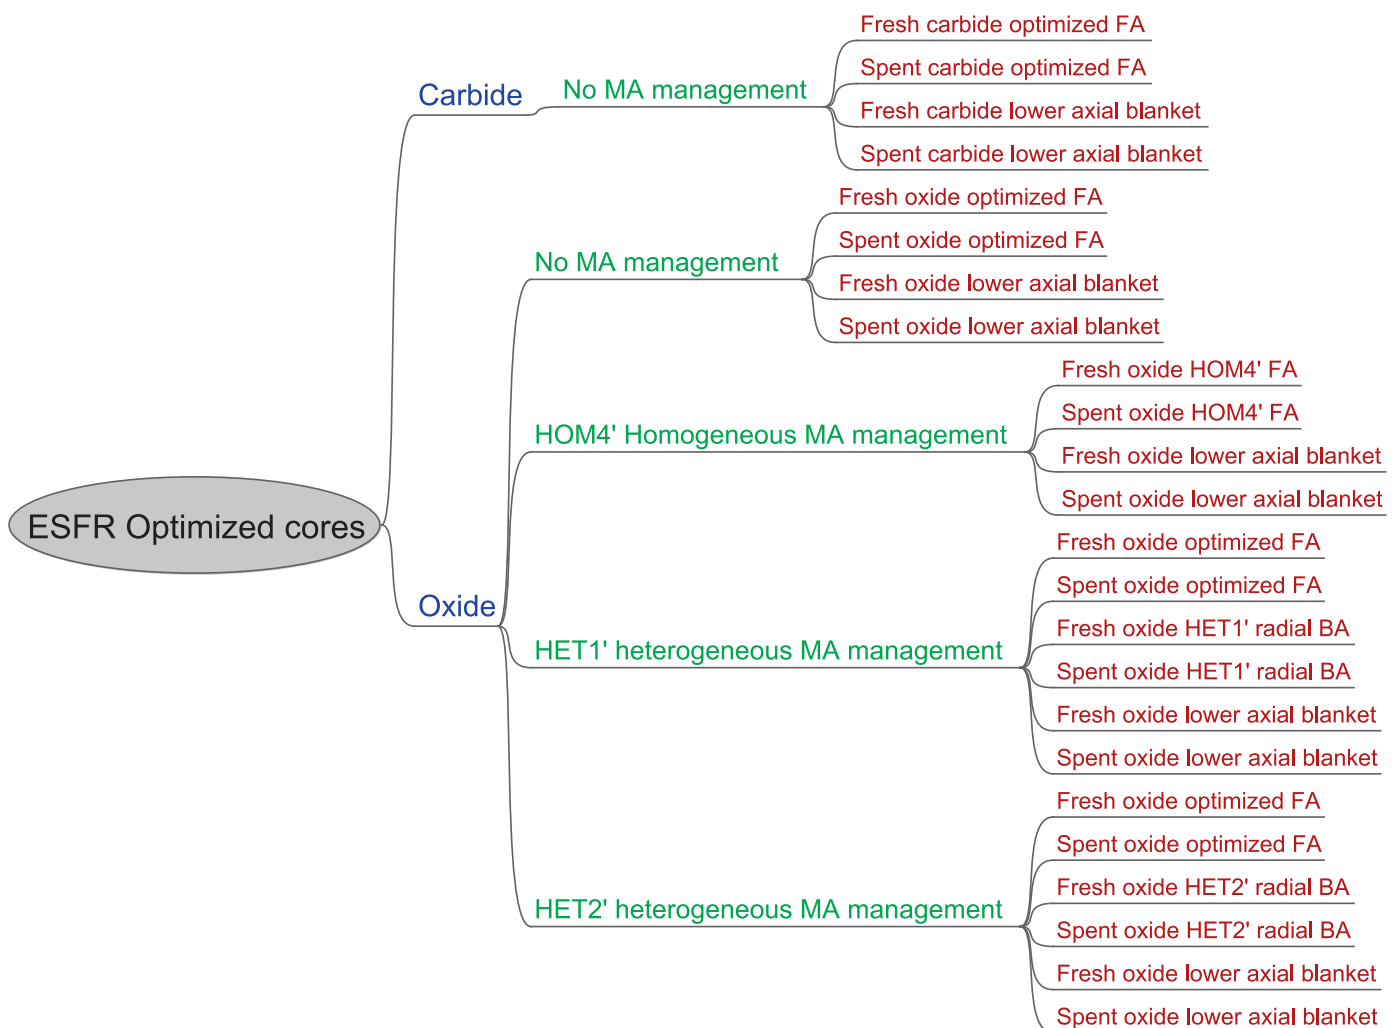 Fresh carbide optimized FA
Spent carbide optimized FA
Carbide
No MA management
Fresh carbide lower axial blanket
Spent carbide lower axial blanket
Fresh oxide optimized FA
Spent oxide optimized FA
No MA management
Fresh oxide lower axial blanket
Spent oxide lower axial blanket
Fresh oxide HOM4' FA
Spent oxide HOM4' FA
HOM4' Homogeneous MA management
Fresh oxide lower axial blanket
Spent oxide lower axial blanket
ESFR Optimized cores
Fresh oxide optimized FA
Spent oxide optimized FA
Oxide
Fresh oxide HET1' radial BA
HET1' heterogeneous MA management
Spent oxide HET1' radial BA
Fresh oxide lower axial blanket
Spent oxide lower axial blanket
Fresh oxide optimized FA
Spent oxide optimized FA
Fresh oxide HET2' radial BA
HET2' heterogeneous MA management
Spent oxide HET2' radial BA
Fresh oxide lower axial blanket
Spent oxide lower axial blanket